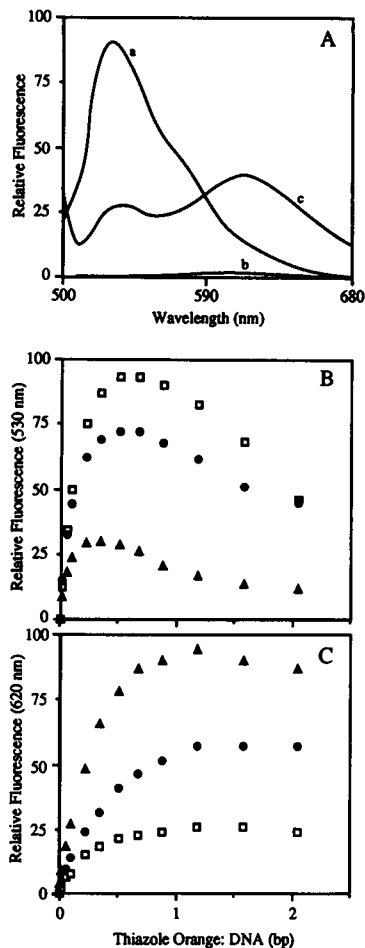 100
A
a
75
50
c
25
b
0
500
590
680
Relative Fluorescence
Wavelength (nm)
100
B
75
50
25
0
Relative Fluorescence (530 nm)
100
C
75
50
25
0
Relative Fluorescence (620 nm)
0
1
2
Thiazole Orange: DNA (bp)